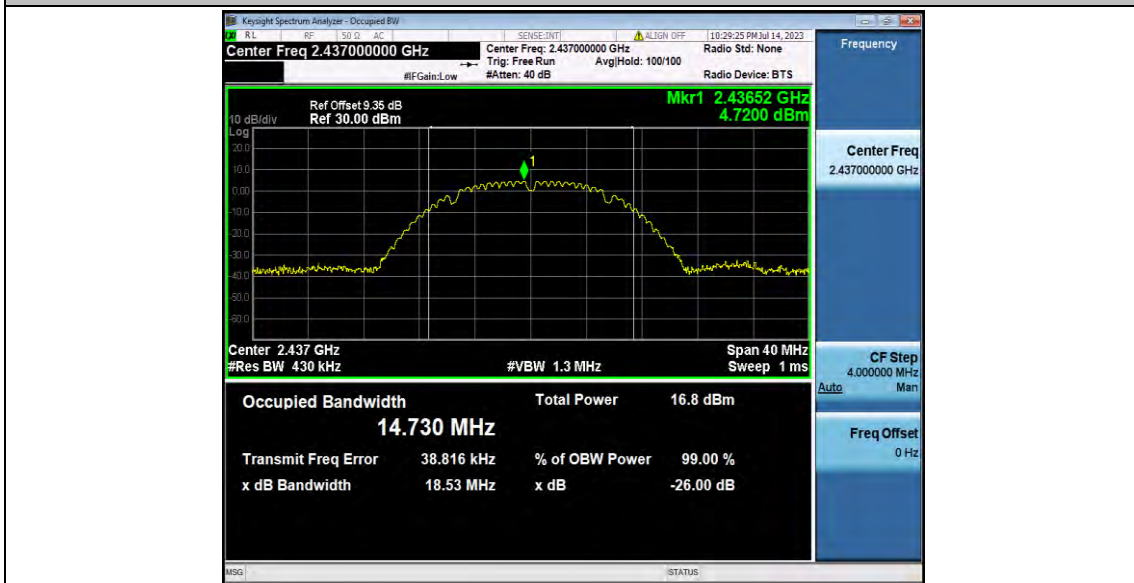 Keysight Spectrum Analyzer - Occupied BW
RL RF 50 Ω AC SENSE:INT ALIGN OFF 10:29:25 PM Jul 14, 2023
Center Freq 2.437000000 GHz
Center Freq: 2.437000000 GHz
Radio Std: None
Trig: Free Run Avg|Hold: 100/100
#IFGain:Low #Atten: 40 dB Radio Device: BTS
Frequency
Mkr1 2.43652 GHz
4.7200 dBm
Ref Offset 9.35 dB
10 dB/div Ref 30.00 dBm
Log
20.0
10.0
0.00
-10.0
-20.0
-30.0
-40.0
-50.0
-60.0
1
Center 2.437 GHz Span 40 MHz
#Res BW 430 kHz #VBW 1.3 MHz Sweep 1 ms
Occupied Bandwidth Total Power 16.8 dBm
14.730 MHz
Transmit Freq Error 38.816 kHz % of OBW Power 99.00 %
x dB Bandwidth 18.53 MHz x dB -26.00 dB
Center Freq
2.437000000 GHz
CF Step
4.000000 MHz
Auto Man
Freq Offset
0 Hz
MSG STATUS